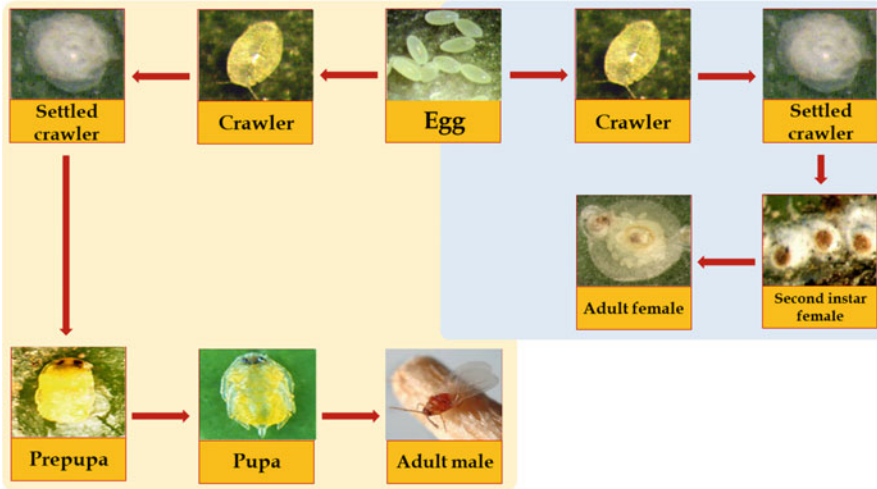 Settled
crawler
Crawler
Egg
Crawler
Settled
crawler
Adult female
Second instar
female
Prepupa
Pupa
Adult male